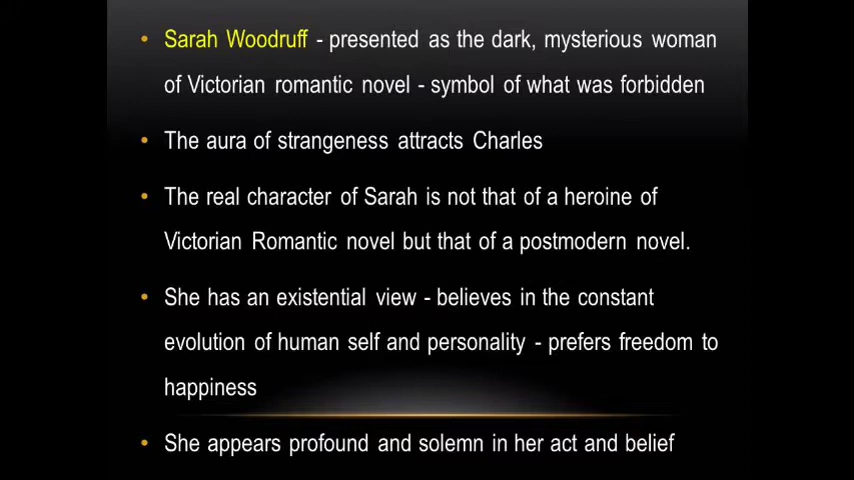 • Sarah Woodruff - presented as the dark, mysterious woman
of Victorian romantic novel - symbol of what was forbidden
• The aura of strangeness attracts Charles
• The real character of Sarah is not that of a heroine of
Victorian Romantic novel but that of a postmodern novel.
• She has an existential view - believes in the constant
evolution of human self and personality - prefers freedom to
happiness
• She appears profound and solemn in her act and belief